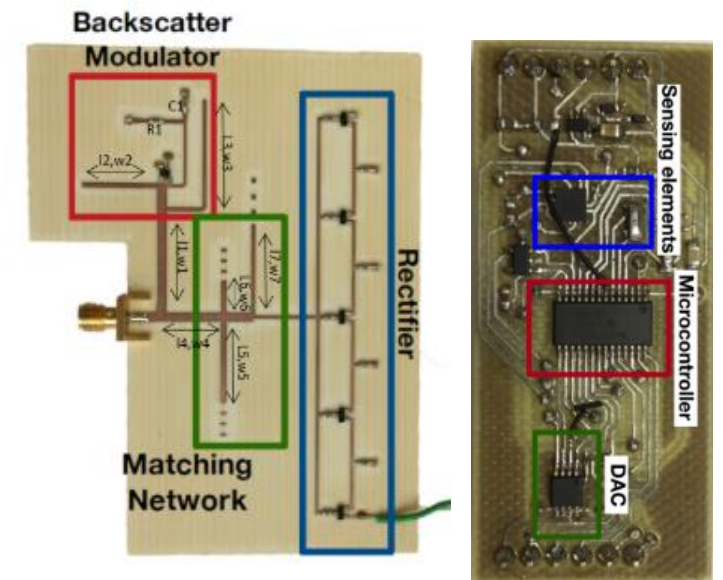 Backscatter
Modulator
C1
R1
l2,w2
l3,w3
l1,w1
l7,w7
l6,w6
l4,w4
l5,w5
Rectifier
Matching
Network
Sensing elements
Microcontroller
DAC